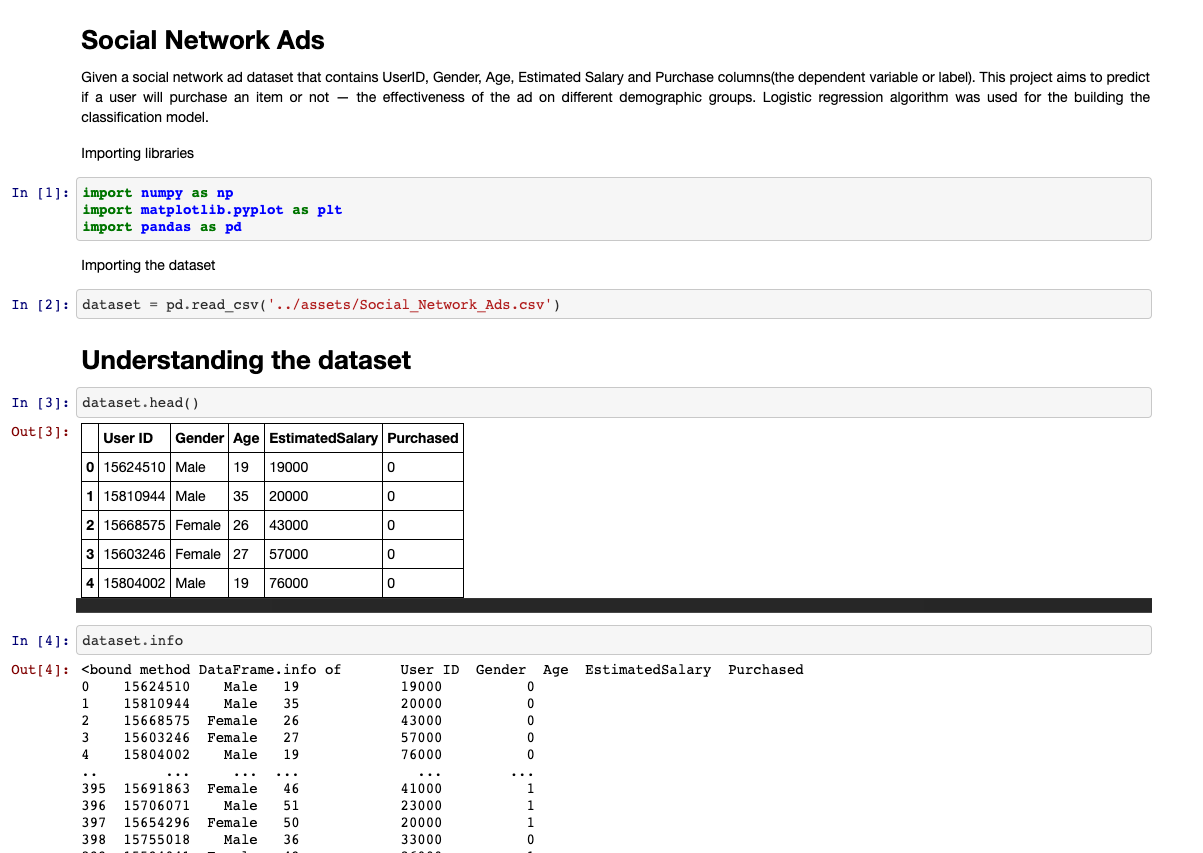 Social Network Ads
Given a social network ad dataset that contains UserID, Gender, Age, Estimated Salary and Purchase columns(the dependent variable or label). This project aims to predict
if a user will purchase an item or not — the effectiveness of the ad on different demographic groups. Logistic regression algorithm was used for the building the
classification model.
Importing libraries
In [1]: import numpy as np
import matplotlib.pyplot as plt
import pandas as pd
Importing the dataset
In [2]: dataset = pd.read_csv('../assets/Social_Network_Ads.csv')
Understanding the dataset
In [3]: dataset.head()
Out[3]: User ID Gender Age EstimatedSalary Purchased
0 15624510 Male 19 19000 0
1 15810944 Male 35 20000 0
2 15668575 Female 26 43000 0
3 15603246 Female 27 57000 0
4 15804002 Male 19 76000 0
In [4]: dataset.info
Out[4]: <bound method DataFrame.info of User ID Gender Age EstimatedSalary Purchased
0 15624510 Male 19 19000 0
1 15810944 Male 35 20000 0
2 15668575 Female 26 43000 0
3 15603246 Female 27 57000 0
4 15804002 Male 19 76000 0
.. ... ... ... ... ...
395 15691863 Female 46 41000 1
396 15706071 Male 51 23000 1
397 15654296 Female 50 20000 1
398 15755018 Male 36 33000 0